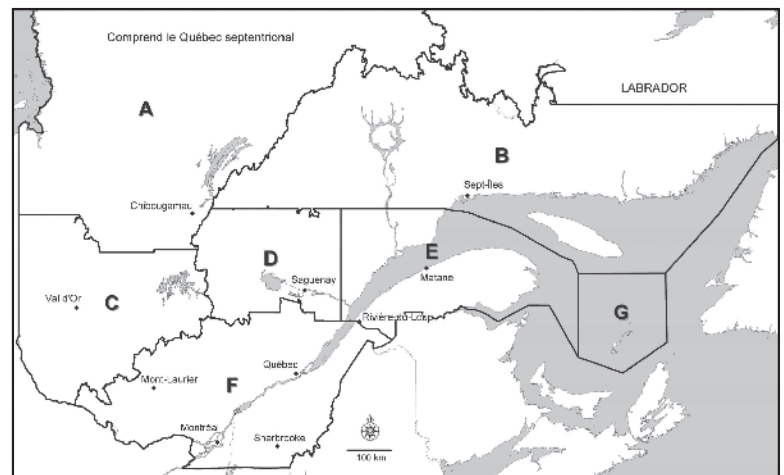 Comprend le Québec septentrional
LABRADOR
A
B
Sept-Îles
Chibougamau
D
E
Matane
Saguenay
C
Val d'Or
G
Rivière-du-Loup
Québec
F
Mont-Laurier
Montréal
Sherbrooke
100 km